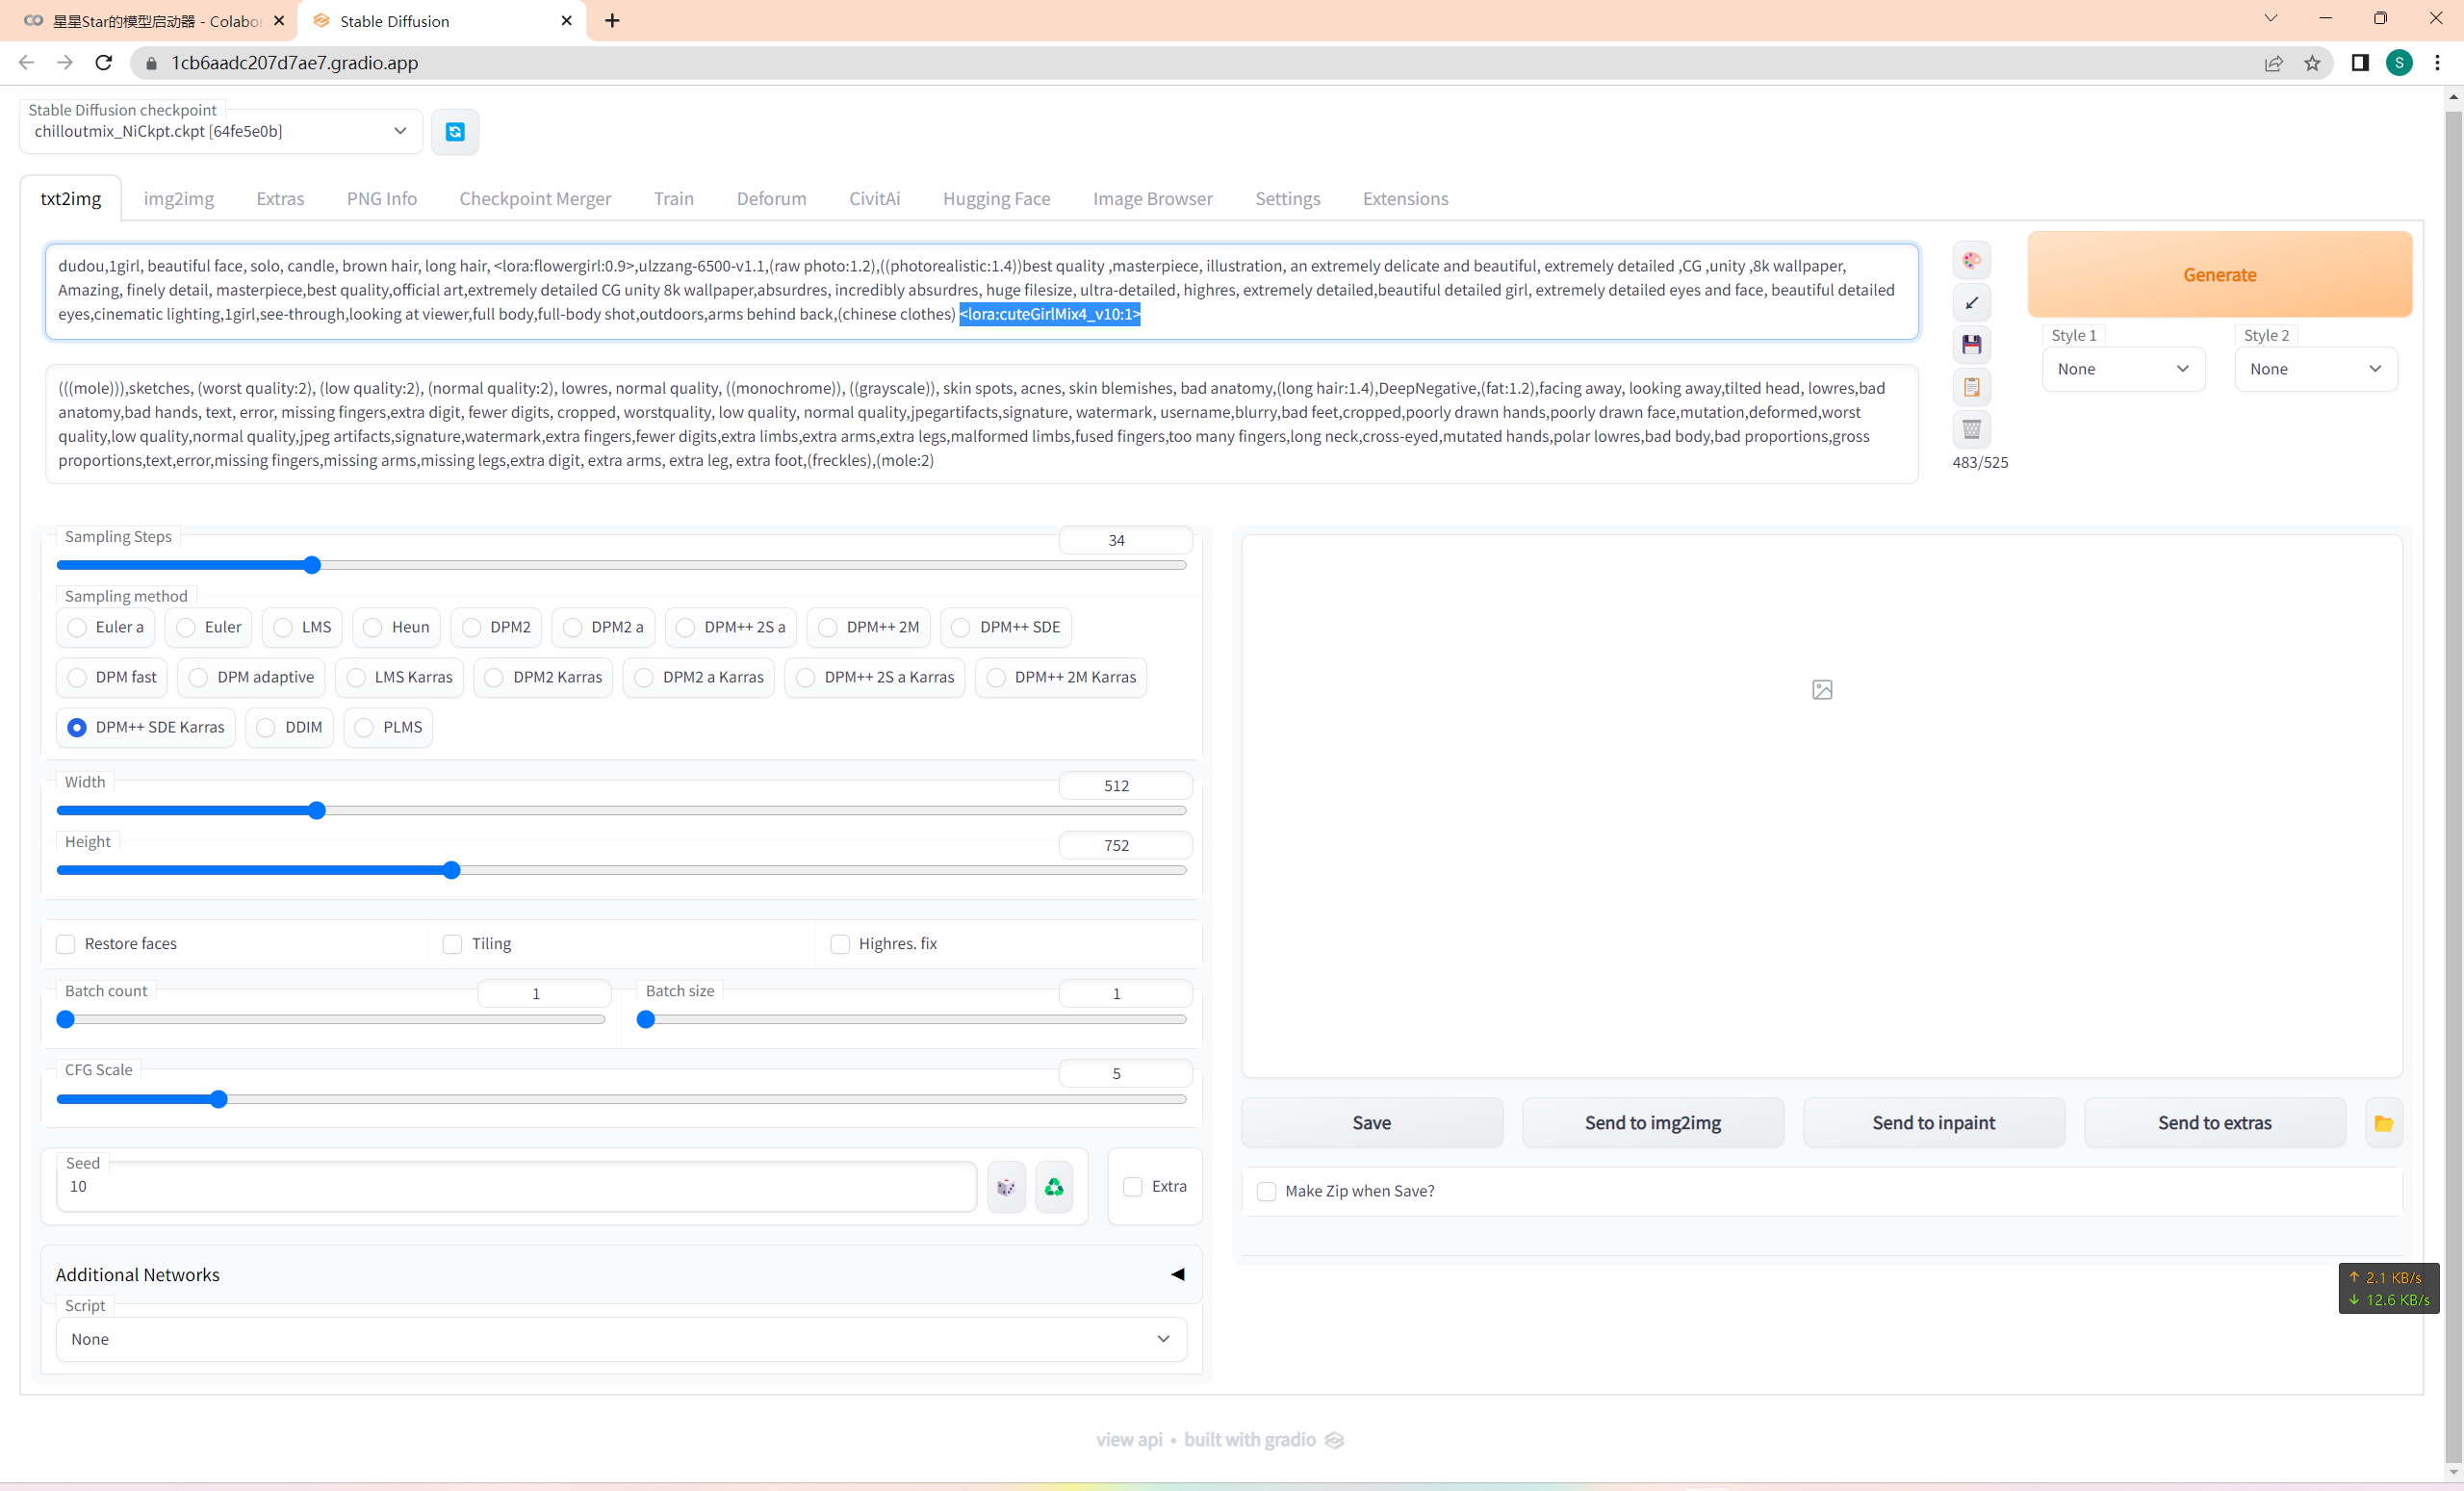 星星Star的模型启动器 - Colabo
Stable Diffusion
1cb6aadc207d7ae7.gradio.app
S
Stable Diffusion checkpoint
chilloutmix_NiCkpt.ckpt [64fe5e0b]
txt2img img2img Extras PNG Info Checkpoint Merger Train Deforum CivitAi Hugging Face Image Browser Settings Extensions
dudou,1girl, beautiful face, solo, candle, brown hair, long hair, <lora:flowergirl:0.9>,ulzzang-6500-v1.1,(raw photo:1.2),((photorealistic:1.4))best quality ,masterpiece, illustration, an extremely delicate and beautiful, extremely detailed ,CG ,unity ,8k wallpaper,
Amazing, finely detail, masterpiece,best quality,official art,extremely detailed CG unity 8k wallpaper,absurdres, incredibly absurdres, huge filesize, ultra-detailed, highres, extremely detailed,beautiful detailed girl, extremely detailed eyes and face, beautiful detailed
eyes,cinematic lighting,1girl,see-through,looking at viewer,full body,full-body shot,outdoors,arms behind back,(chinese clothes) <lora:cuteGirlMix4_v10:1>
Generate
Style 1
None
Style 2
None
(((mole))),sketches, (worst quality:2), (low quality:2), (normal quality:2), lowres, normal quality, ((monochrome)), ((grayscale)), skin spots, acnes, skin blemishes, bad anatomy,(long hair:1.4),DeepNegative,(fat:1.2),facing away, looking away,tilted head, lowres,bad
anatomy,bad hands, text, error, missing fingers,extra digit, fewer digits, cropped, worstquality, low quality, normal quality,jpegartifacts,signature, watermark, username,blurry,bad feet,cropped,poorly drawn hands,poorly drawn face,mutation,deformed,worst
quality,low quality,normal quality,jpeg artifacts,signature,watermark,extra fingers,fewer digits,extra limbs,extra arms,extra legs,malformed limbs,fused fingers,too many fingers,long neck,cross-eyed,mutated hands,polar lowres,bad body,bad proportions,gross
proportions,text,error,missing fingers,missing arms,missing legs,extra digit, extra arms, extra leg, extra foot,(freckles),(mole:2)
483/525
Sampling Steps
34
Sampling method
Euler a Euler LMS Heun DPM2 DPM2 a DPM++ 2S a DPM++ 2M DPM++ SDE
DPM fast DPM adaptive LMS Karras DPM2 Karras DPM2 a Karras DPM++ 2S a Karras DPM++ 2M Karras
DPM++ SDE Karras DDIM PLMS
Width
512
Height
752
Restore faces Tiling Highres. fix
Batch count
1
Batch size
1
CFG Scale
5
Seed
10
Extra
Additional Networks
Script
None
Save Send to img2img Send to inpaint Send to extras
Make Zip when Save?
↑ 2.1 KB/s
↓ 12.6 KB/s
view api • built with gradio